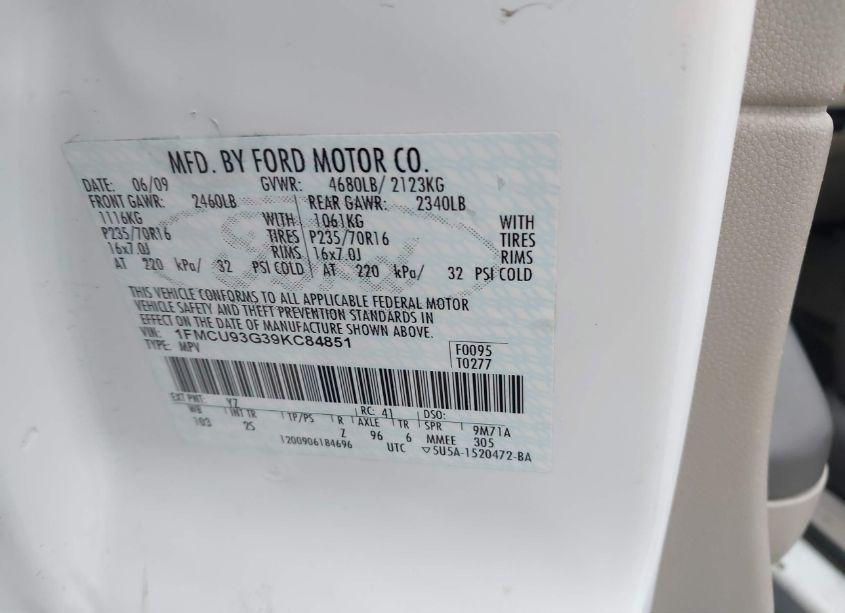 MFD. BY FORD MOTOR CO.
DATE: 06/09 GVWR: 4680LB/ 2123KG
FRONT GAWR: 2460LB REAR GAWR: 2340LB
1116KG WITH 1061KG WITH
P235/70R16 TIRES P235/70R16 TIRES
16x7.0J RIMS 16x7.0J RIMS
AT 220 kPa/ 32 PSI COLD AT 220 kPa/ 32 PSI COLD
THIS VEHICLE CONFORMS TO ALL APPLICABLE FEDERAL MOTOR
VEHICLE SAFETY AND THEFT PREVENTION STANDARDS IN
EFFECT ON THE DATE OF MANUFACTURE SHOWN ABOVE.
VIN: 1FMCU93G39KC84851
TYPE: MPV
F0095
T0277
EXT PNT: YZ RC: 41 DSO:
WB INT TR TP/PS R AXLE TR SPR 9M71A
103 2S Z 96 6 MMEE 305
1200906184696 UTC ▽5U5A-1520472-BA